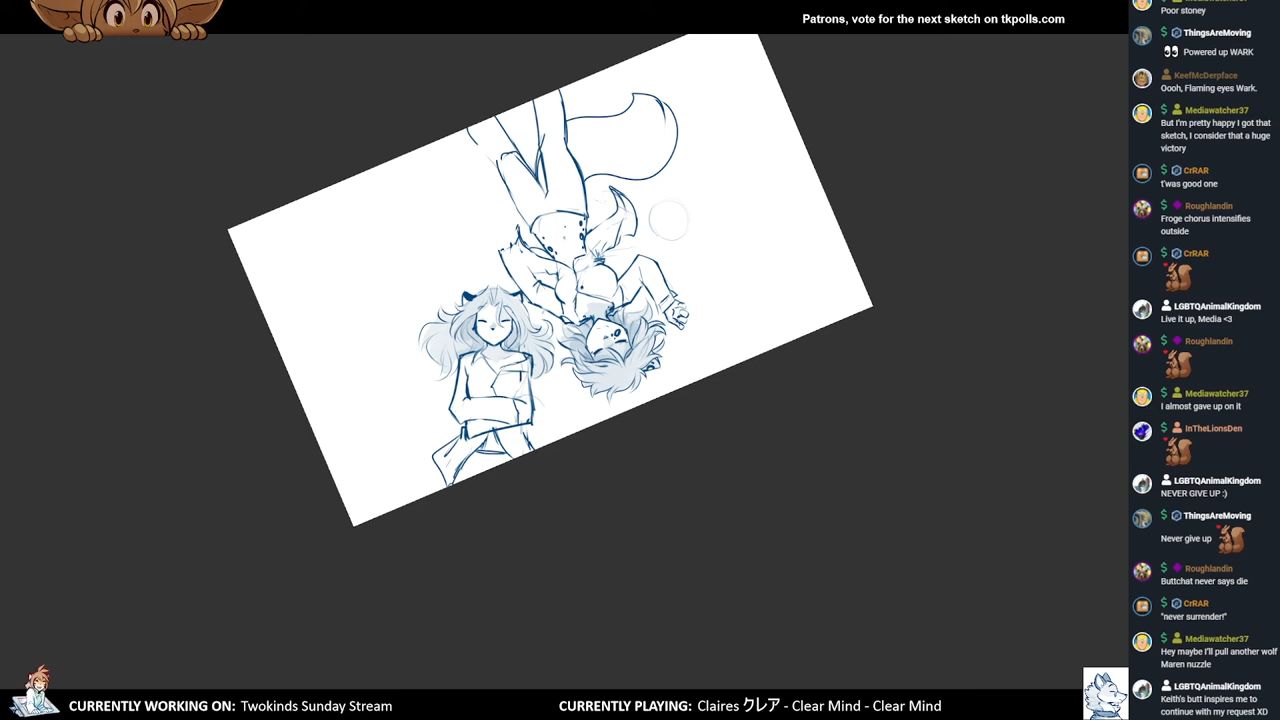 Patrons, vote for the next sketch on tkpolls.com
Poor stoney
ThingsAreMoving
Powered up WARK
KeefMcDerpface
Oooh, Flaming eyes Wark.
Mediawatcher37
But I'm pretty happy I got that
sketch, I consider that a huge
victory
CrRAR
t'was good one
Roughlandin
Froge chorus intensifies
outside
CrRAR
LGBTQAnimalKingdom
Live It up, Media <3
Roughlandin
Mediawatcher37
I almost gave up on it
InTheLionsDen
LGBTQAnimalKingdom
NEVER GIVE UP :)
ThingsAreMoving
Never give up
Roughlandin
Buttchat never says die
CrRAR
"never surrender!"
Mediawatcher37
Hey maybe I'll pull another wolf
Maren nuzzle
LGBTQAnimalKingdom
Keith's butt inspires me to
continue with my request XD
CURRENTLY WORKING ON: Twokinds Sunday Stream
CURRENTLY PLAYING: Claires クレア - Clear Mind - Clear Mind